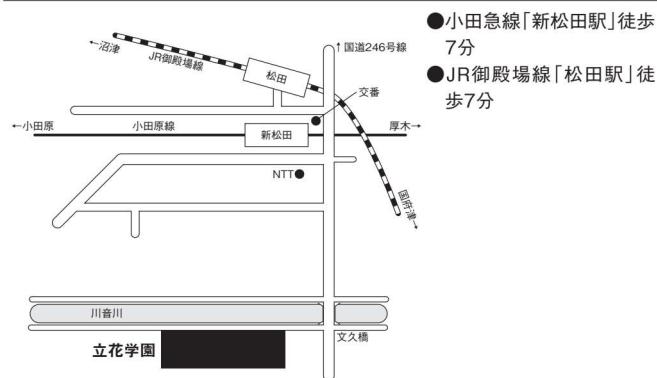 ●小田急線「新松田駅」徒歩
7分
●JR御殿場線「松田駅」徒
歩7分
↑国道246号線
←沼津
JR御殿場線
松田
交番
←小田原
小田原線
新松田
厚木→
NTT●
国府津→
川音川
文久橋
立花学園